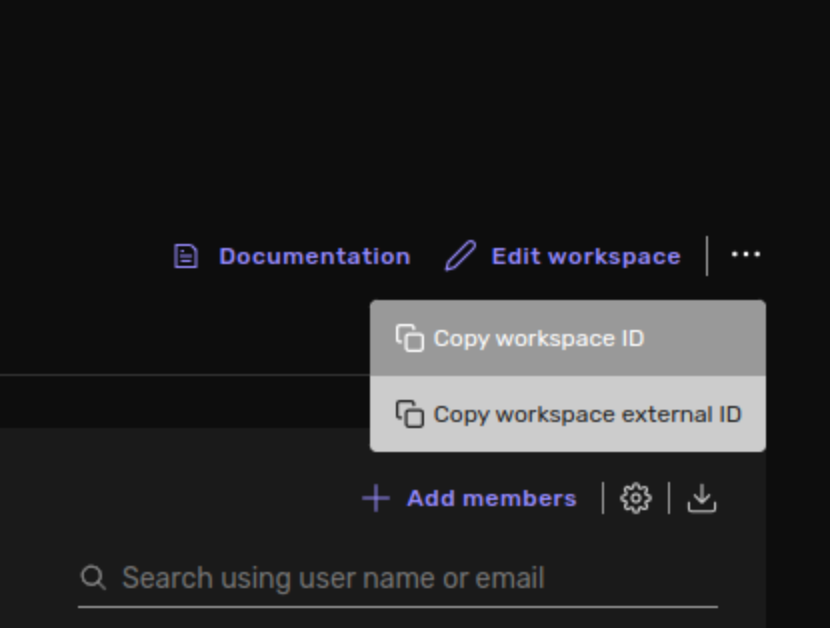 Documentation Edit workspace
Copy workspace ID
Copy workspace external ID
Add members
Search using user name or email